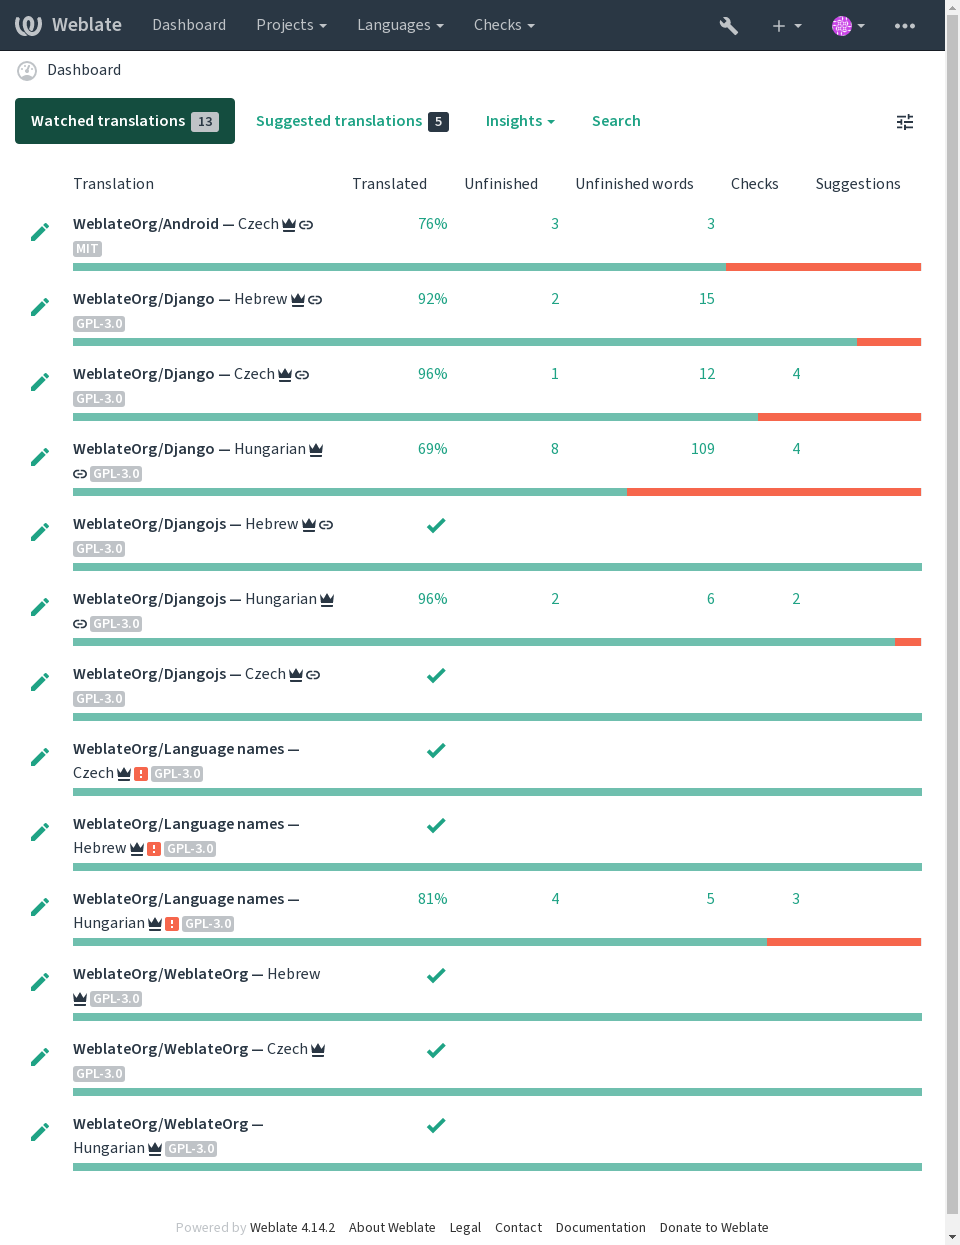 Weblate Dashboard Projects Languages Checks
Dashboard
Watched translations 13 Suggested translations 5 Insights Search
Translation Translated Unfinished Unfinished words Checks Suggestions
WeblateOrg/Android — Czech 76% 3 3
MIT
WeblateOrg/Django — Hebrew 92% 2 15
GPL-3.0
WeblateOrg/Django — Czech 96% 1 12 4
GPL-3.0
WeblateOrg/Django — Hungarian 69% 8 109 4
GPL-3.0
WeblateOrg/Djangojs — Hebrew
GPL-3.0
WeblateOrg/Djangojs — Hungarian 96% 2 6 2
GPL-3.0
WeblateOrg/Djangojs — Czech
GPL-3.0
WeblateOrg/Language names —
Czech GPL-3.0
WeblateOrg/Language names —
Hebrew GPL-3.0
WeblateOrg/Language names — 81% 4 5 3
Hungarian GPL-3.0
WeblateOrg/WeblateOrg — Hebrew
GPL-3.0
WeblateOrg/WeblateOrg — Czech
GPL-3.0
WeblateOrg/WeblateOrg —
Hungarian GPL-3.0
Powered by Weblate 4.14.2 About Weblate Legal Contact Documentation Donate to Weblate